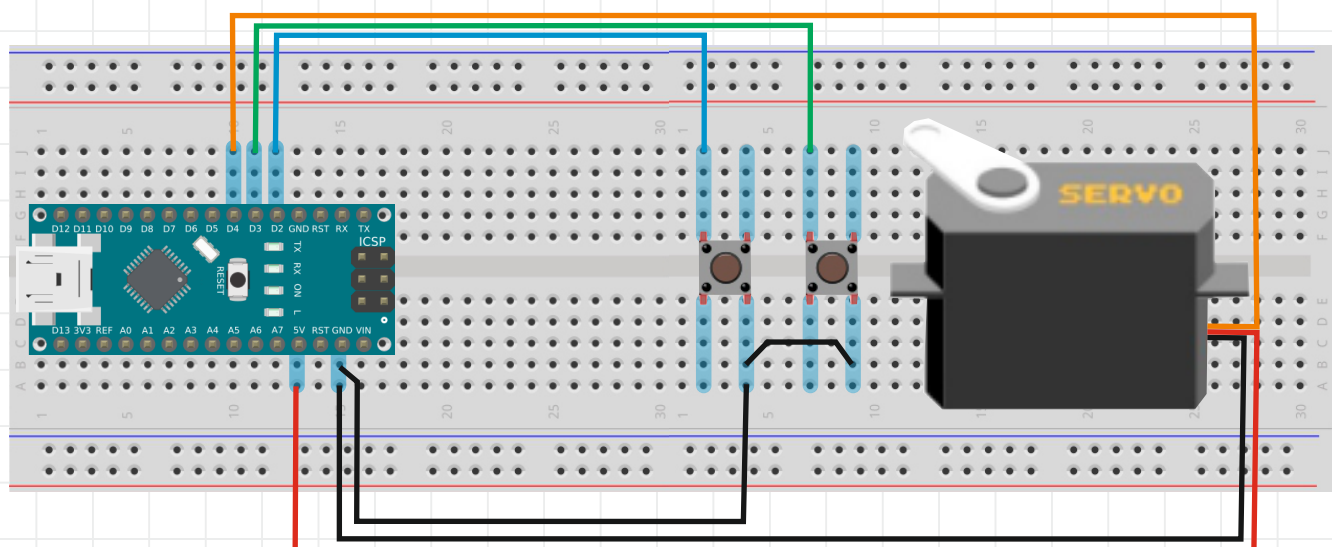 1 5 10 15 20 25 30 1 5 15 20 25 30
J J
I I
H H
G G
F F
SERVO
D12 D11 D10 D9 D8 D7 D6 D5 D4 D3 D2 GND RST RX TX
ICSP
RESET
TX
RX
ON
L
D13 3V3 REF A0 A1 A2 A3 A4 A5 A6 A7 5V RST GND VIN
E
D D
C C
B B
A A
1 5 10 15 20 25 30 1 5 10 30